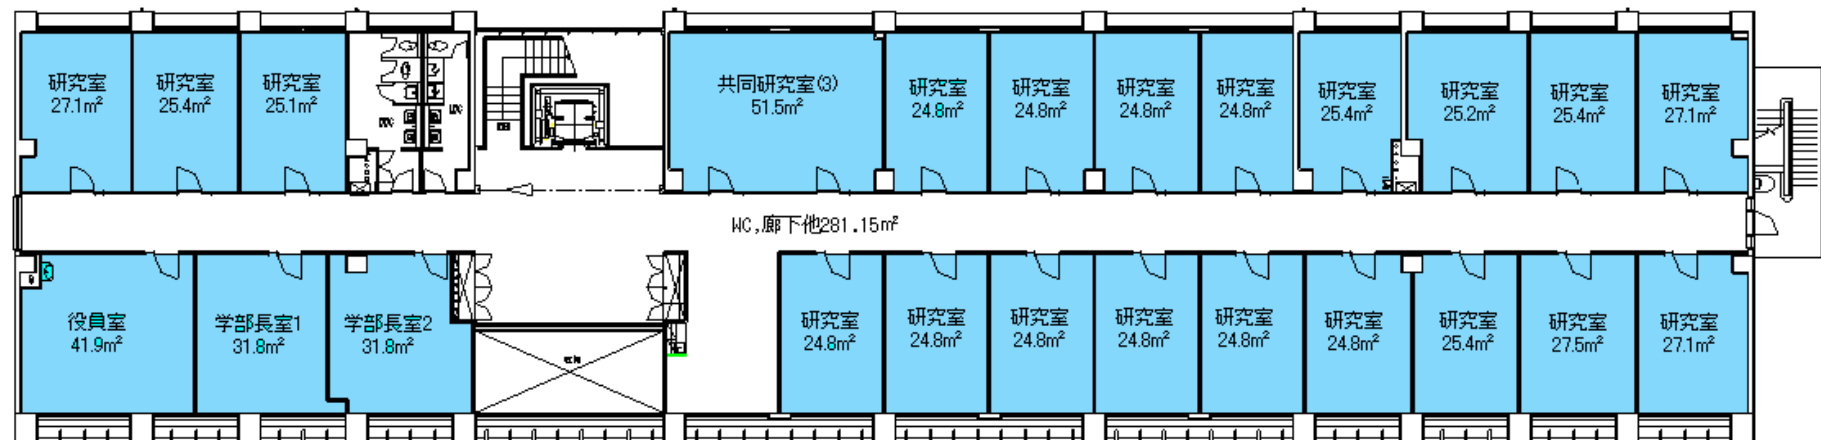 研究室
27.1㎡
研究室
25.4㎡
研究室
25.1㎡
WC
WC
共同研究室(3)
51.5㎡
研究室
24.8㎡
研究室
24.8㎡
研究室
24.8㎡
研究室
24.8㎡
研究室
25.4㎡
研究室
25.2㎡
研究室
25.4㎡
研究室
27.1㎡
WC,廊下他281.15㎡
役員室
41.9㎡
学部長室1
31.8㎡
学部長室2
31.8㎡
研究室
24.8㎡
研究室
24.8㎡
研究室
24.8㎡
研究室
24.8㎡
研究室
24.8㎡
研究室
24.8㎡
研究室
25.4㎡
研究室
27.5㎡
研究室
27.1㎡